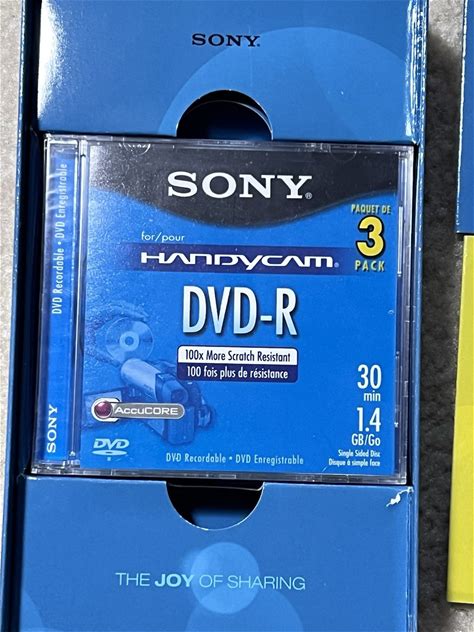 SONY.
SONY®
PAQUET DE
3
PACK
for/pour
HANDYCAM®
DVD-R
100x More Scratch Resistant
100 fois plus de résistance
30
min
1.4
GB/Go
Single Sided Disc
Disque à simple face
AccuCORE
DVD
R
DVD Recordable • DVD Enregistrable
SONY
DVD Recordable • DVD Enregistrable
THE JOY OF SHARING